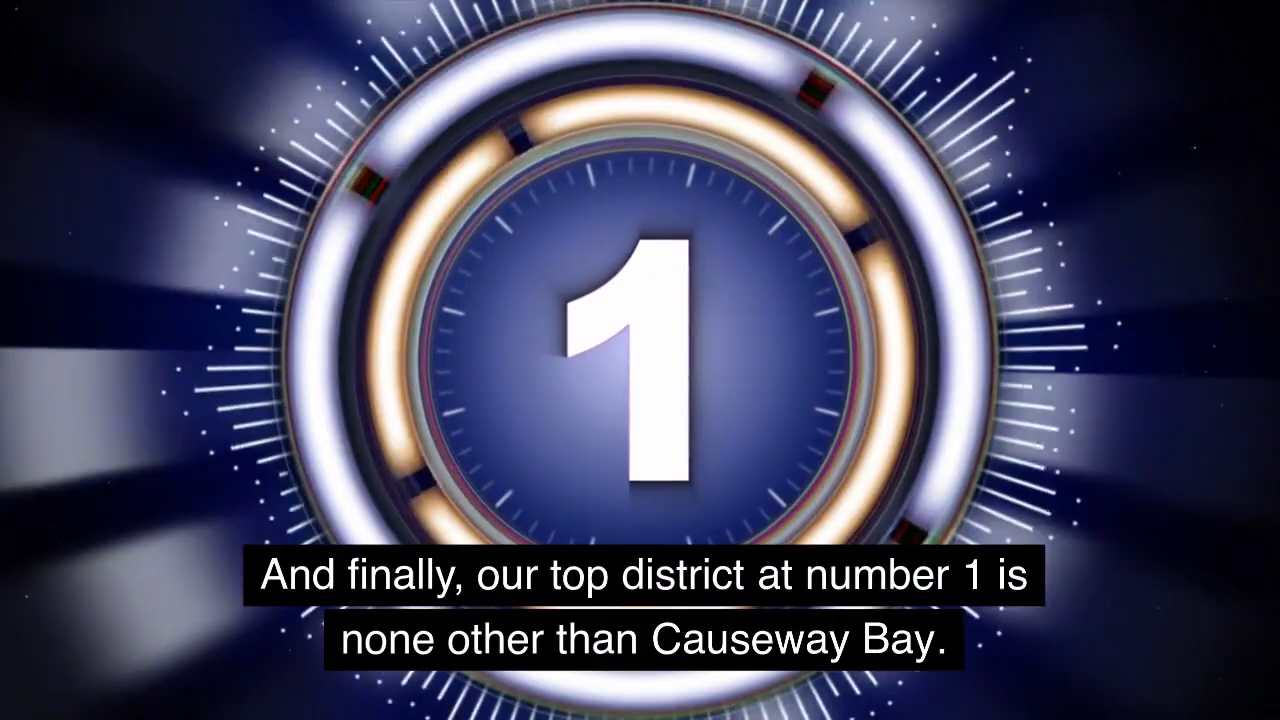 1
And finally, our top district at number 1 is
none other than Causeway Bay.